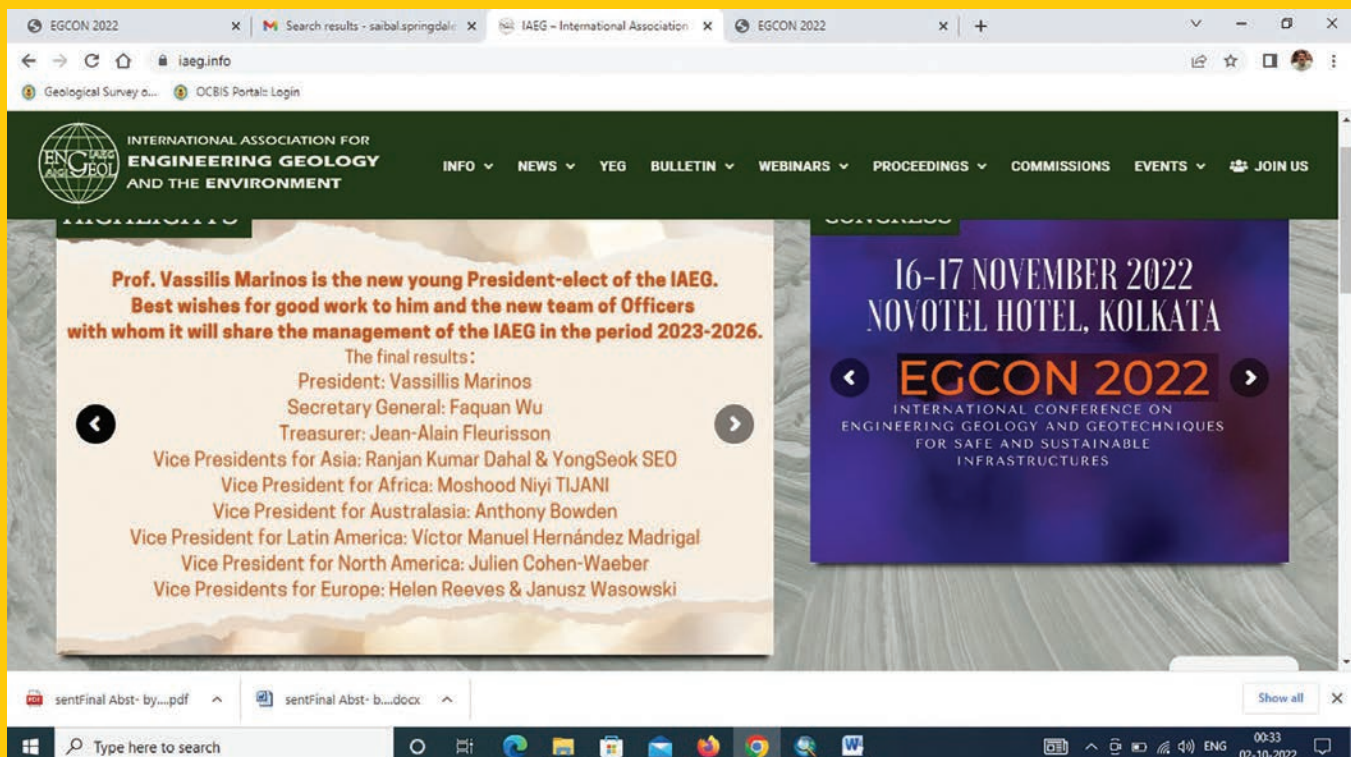 EGCON 2022
Search results - saibal.springdale
IAEG – International Association
EGCON 2022
iaeg.info
Geological Survey o...
OCBIS Portal:: Login
ENGEOL
IAEG
AIGI
INTERNATIONAL ASSOCIATION FOR
ENGINEERING GEOLOGY
AND THE ENVIRONMENT
INFO
NEWS
YEG
BULLETIN
WEBINARS
PROCEEDINGS
COMMISSIONS
EVENTS
JOIN US
HIGHLIGHTS
Prof. Vassilis Marinos is the new young President-elect of the IAEG.
Best wishes for good work to him and the new team of Officers
with whom it will share the management of the IAEG in the period 2023-2026.
The final results:
President: Vassillis Marinos
Secretary General: Faquan Wu
Treasurer: Jean-Alain Fleurisson
Vice Presidents for Asia: Ranjan Kumar Dahal & YongSeok SEO
Vice President for Africa: Moshood Niyi TIJANI
Vice President for Australasia: Anthony Bowden
Vice President for Latin America: Víctor Manuel Hernández Madrigal
Vice President for North America: Julien Cohen-Waeber
Vice Presidents for Europe: Helen Reeves & Janusz Wasowski
CONGRESS
16-17 NOVEMBER 2022
NOVOTEL HOTEL, KOLKATA
EGCON 2022
INTERNATIONAL CONFERENCE ON
ENGINEERING GEOLOGY AND GEOTECHNIQUES
FOR SAFE AND SUSTAINABLE
INFRASTRUCTURES
sentFinal Abst- by....pdf
sentFinal Abst- b....docx
Show all
Type here to search
ENG
00:33
02-10-2022